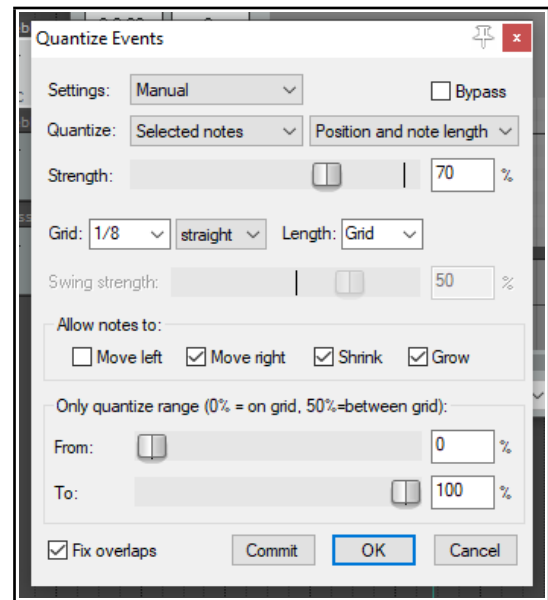 Quantize Events
Settings: Manual Bypass
Quantize: Selected notes Position and note length
Strength: 70 %
Grid: 1/8 straight Length: Grid
Swing strength: 50 %
Allow notes to:
Move left Move right Shrink Grow
Only quantize range (0% = on grid, 50%=between grid):
From: 0 %
To: 100 %
Fix overlaps Commit OK Cancel